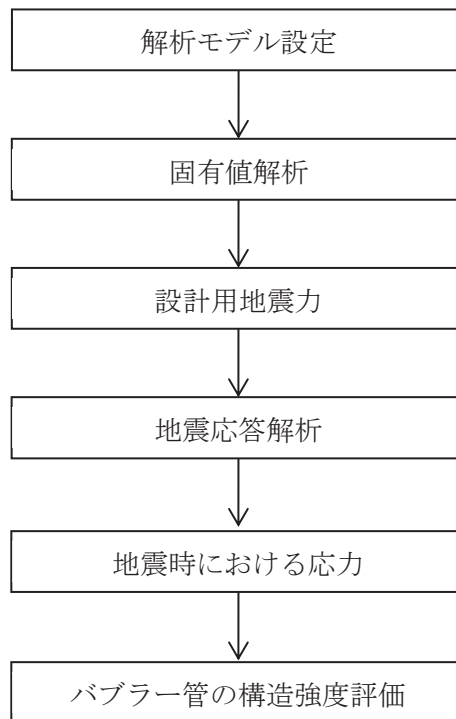 解析モデル設定
固有値解析
設計用地震力
地震応答解析
地震時における応力
バブラー管の構造強度評価